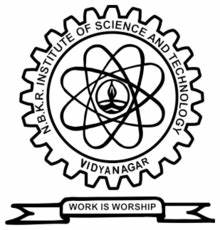 N.B.K.R. INSTITUTE OF SCIENCE AND TECHNOLOGY
VIDYANAGAR
WORK IS WORSHIP